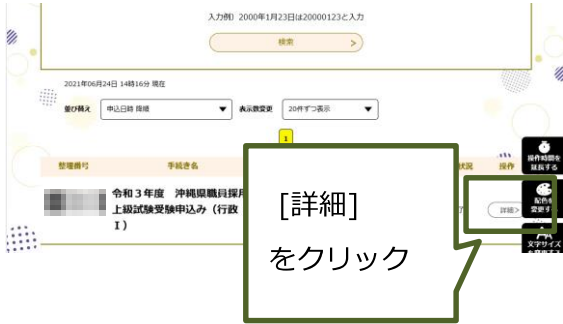 入力例）2000年1月23日は20000123と入力
検索 >
2021年06月24日 14時16分 現在
並び替え 申込日時 降順 ▼ 表示数変更 20件ずつ表示 ▼
1
整理番号 手続き名 状況 操作
令和３年度 沖縄県職員採用
上級試験受験申込み（行政
Ⅰ）
詳細>
[詳細]
をクリック
操作時間を
延長する
配色を
変更す
文字サイズ